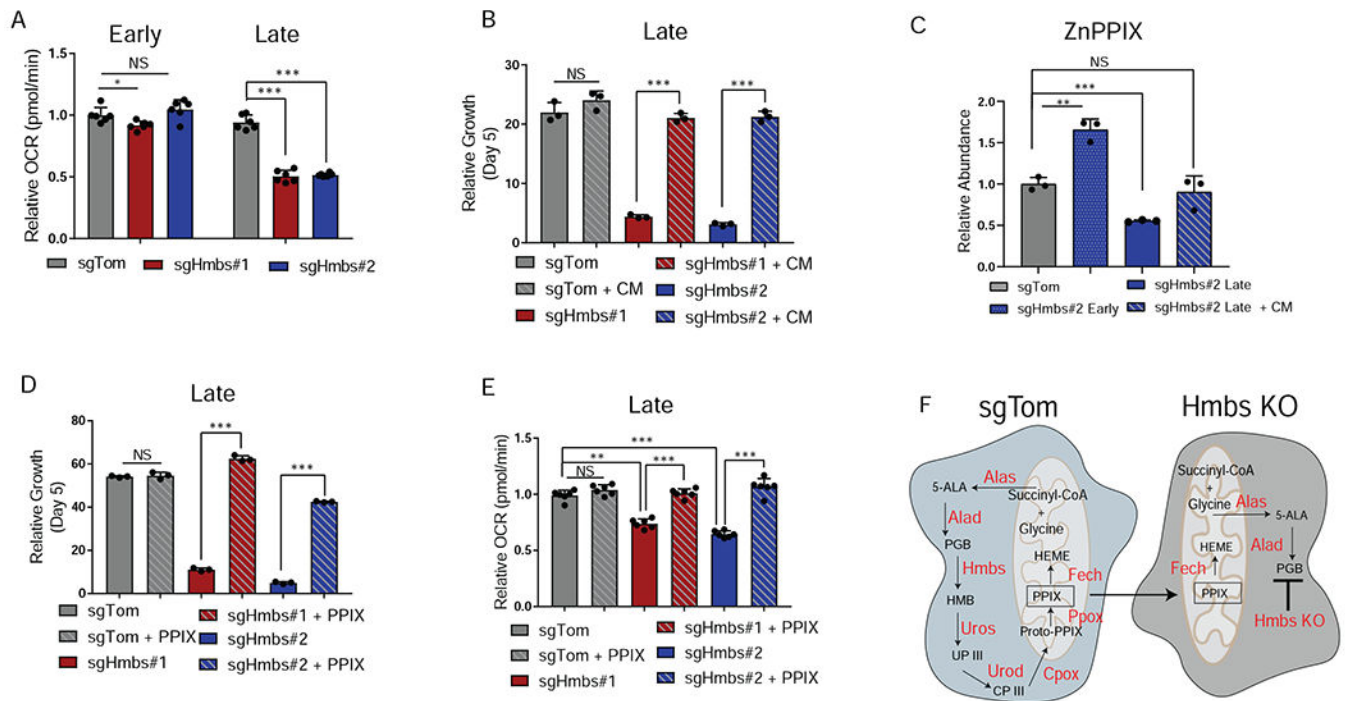 A
Early
Late
Relative OCR (pmol/min)
1.5
1.0
0.5
0.0
NS
*
***
***
sgTom
sgHmbs#1
sgHmbs#2
B
Late
Relative Growth
(Day 5)
30
20
10
0
NS
***
***
sgTom
sgHmbs#1 + CM
sgTom + CM
sgHmbs#2
sgHmbs#1
sgHmbs#2 + CM
C
ZnPPIX
Relative Abundance
2.0
1.5
1.0
0.5
0.0
NS
***
**
sgTom
sgHmbs#2 Late
sgHmbs#2 Early
sgHmbs#2 Late + CM
D
Late
Relative Growth
(Day 5)
80
60
40
20
0
NS
***
***
sgTom
sgHmbs#1 + PPIX
sgTom + PPIX
sgHmbs#2
sgHmbs#1
sgHmbs#2 + PPIX
E
Late
Relative OCR (pmol/min)
1.5
1.0
0.5
0.0
***
**
NS
***
***
sgTom
sgHmbs#1 + PPIX
sgTom + PPIX
sgHmbs#2
sgHmbs#1
sgHmbs#2 + PPIX
F
sgTom
Hmbs KO
5-ALA
Alas
Succinyl-CoA
+
Glycine
Alad
PGB
Hmbs
HMB
Uros
UP III
Urod
CP III
Cpox
Proto-PPIX
Ppox
PPIX
Fech
HEME
Succinyl-CoA
+
Glycine
Alas
5-ALA
Alad
PGB
HEME
Fech
PPIX
Hmbs KO